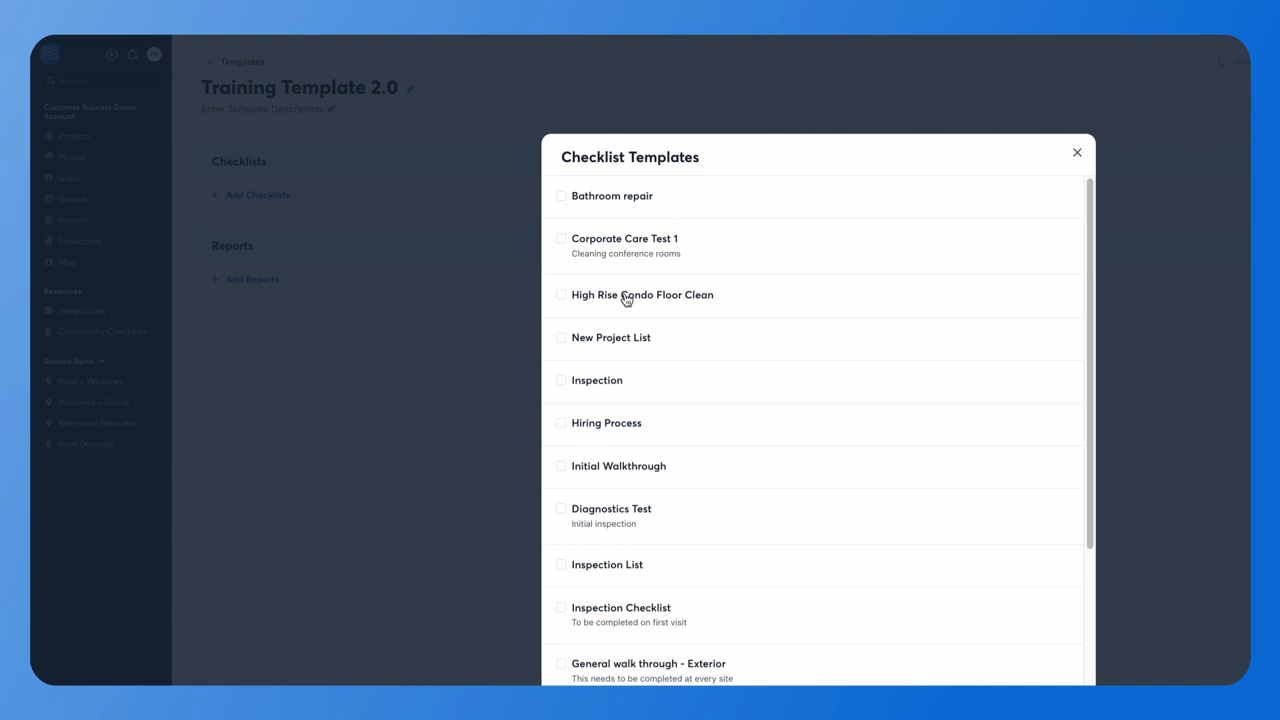 Search
Customer Success Demo
Account
Projects
Photos
Users
Groups
Reports
Showcases
Map
Resources
Integrations
Community Checklists
Starred Items
Roof + Windows
Windows + Siding
Bathroom Remodel
Roof Damage
Templates
Training Template 2.0
Enter Template Description
Checklists
+ Add Checklists
Reports
+ Add Reports
Checklist Templates
Bathroom repair
Corporate Care Test 1
Cleaning conference rooms
High Rise Condo Floor Clean
New Project List
Inspection
Hiring Process
Initial Walkthrough
Diagnostics Test
Initial inspection
Inspection List
Inspection Checklist
To be completed on first visit
General walk through - Exterior
This needs to be completed at every site